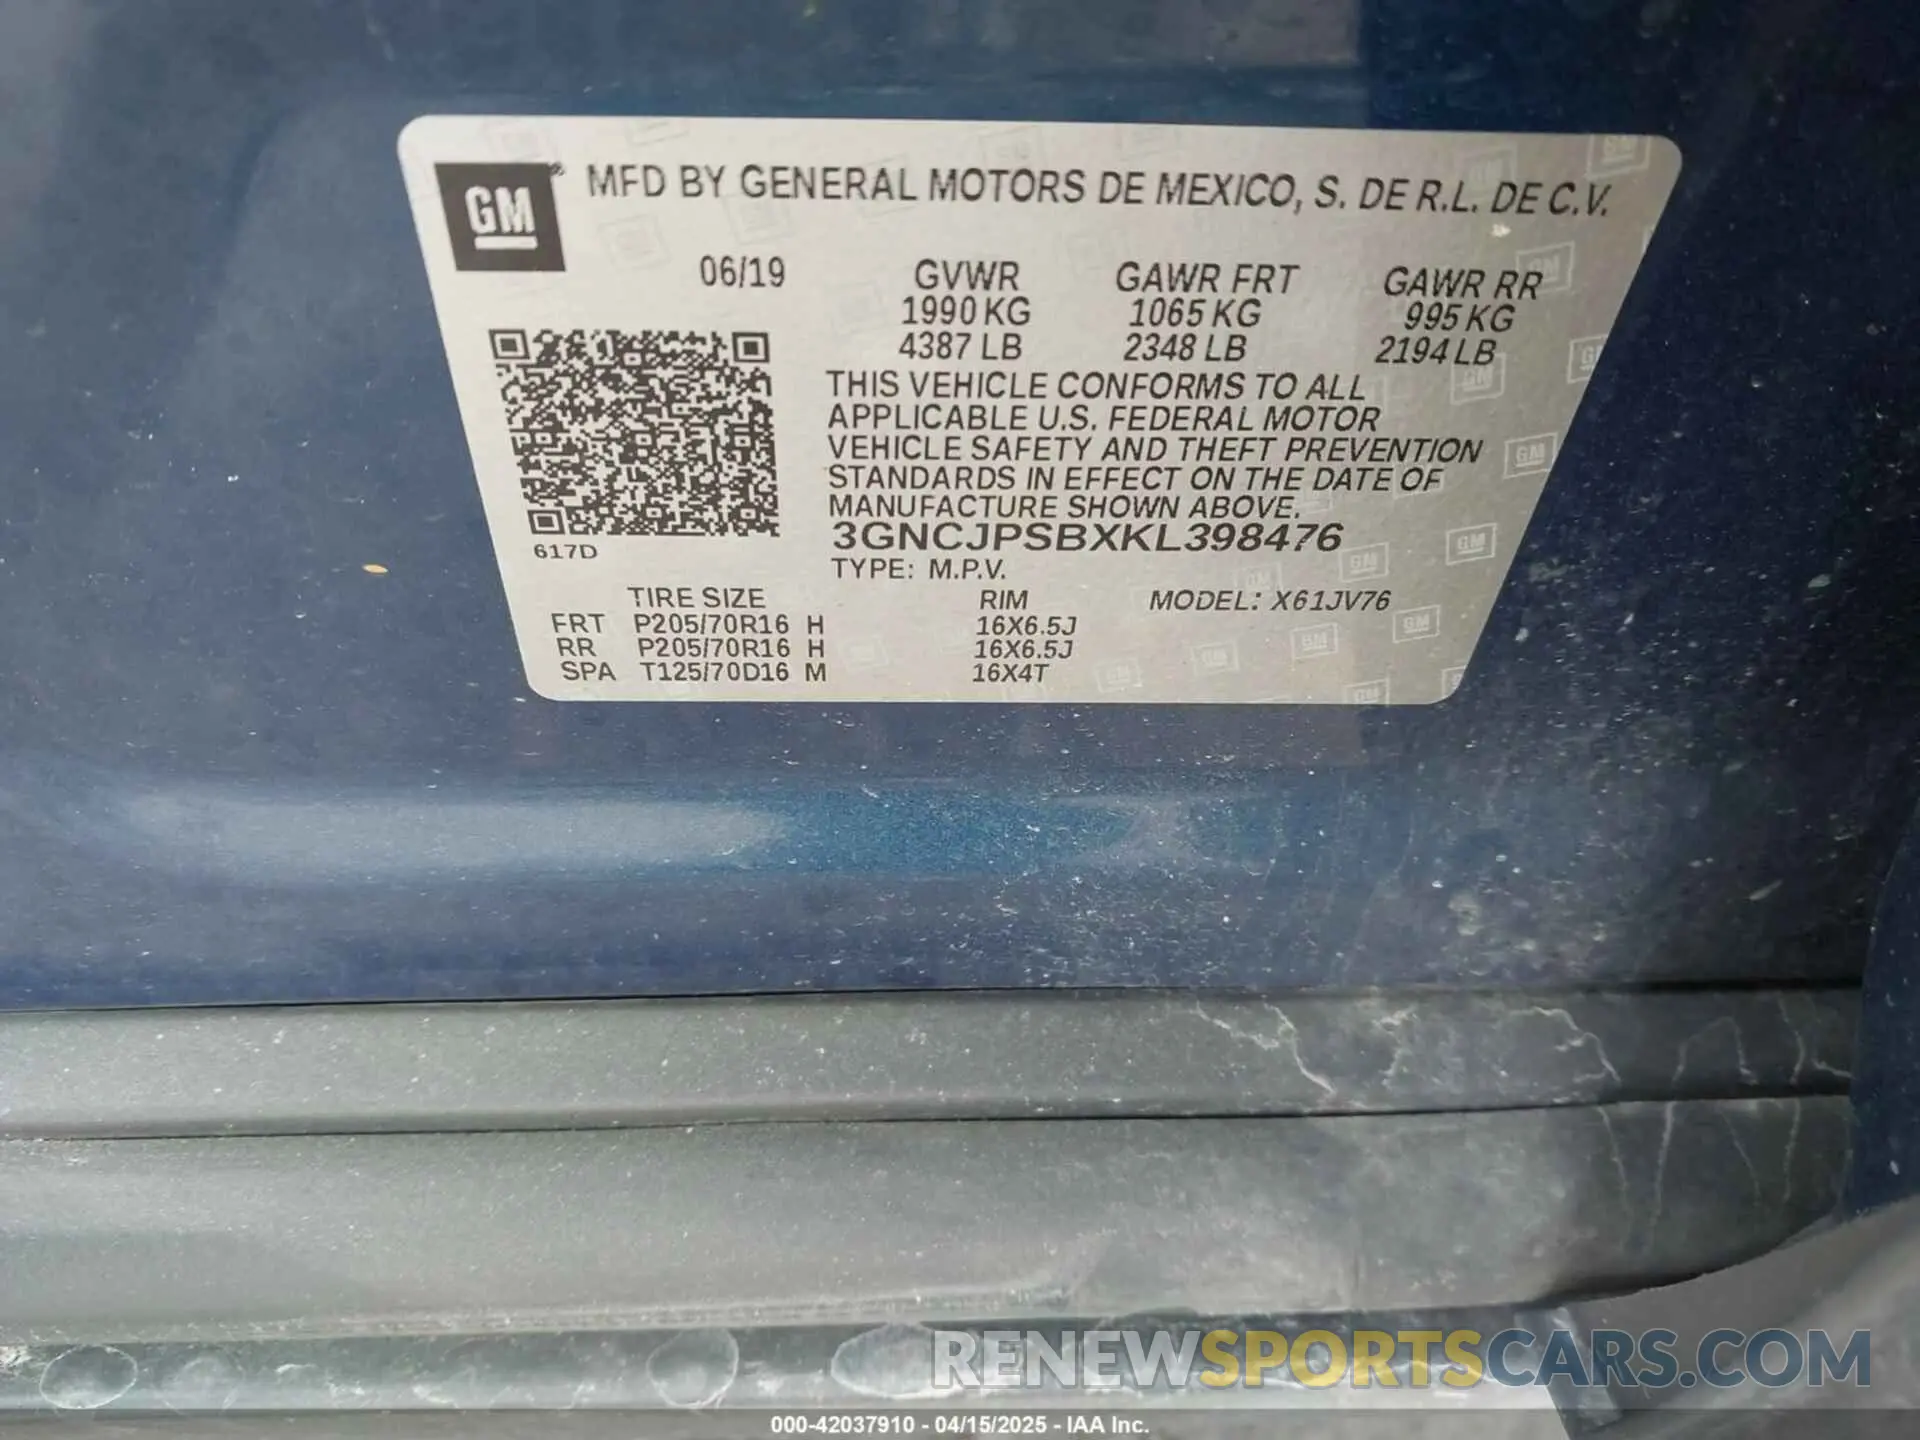 GM® MFD BY GENERAL MOTORS DE MEXICO, S. DE R.L. DE C.V.
06/19 GVWR GAWR FRT GAWR RR
1990 KG 1065 KG 995 KG
4387 LB 2348 LB 2194 LB
THIS VEHICLE CONFORMS TO ALL
APPLICABLE U.S. FEDERAL MOTOR
VEHICLE SAFETY AND THEFT PREVENTION
STANDARDS IN EFFECT ON THE DATE OF
MANUFACTURE SHOWN ABOVE.
3GNCJPSBXKL398476
617D
TYPE: M.P.V.
TIRE SIZE RIM MODEL: X61JV76
FRT P205/70R16 H 16X6.5J
RR P205/70R16 H 16X6.5J
SPA T125/70D16 M 16X4T
RENEWSPORTSCARS.COM
000-42037910 - 04/15/2025 - IAA Inc.